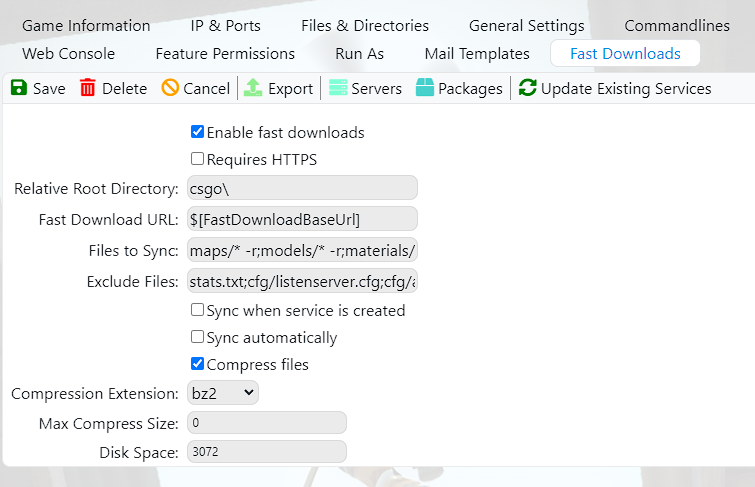 Game Information IP & Ports Files & Directories General Settings Commandlines
Web Console Feature Permissions Run As Mail Templates Fast Downloads
Save Delete Cancel Export Servers Packages Update Existing Services
Enable fast downloads
Requires HTTPS
Relative Root Directory: csgo\
Fast Download URL: $[FastDownloadBaseUrl]
Files to Sync: maps/* -r;models/* -r;materials/
Exclude Files: stats.txt;cfg/listenserver.cfg;cfg/a
Sync when service is created
Sync automatically
Compress files
Compression Extension: bz2
Max Compress Size: 0
Disk Space: 3072